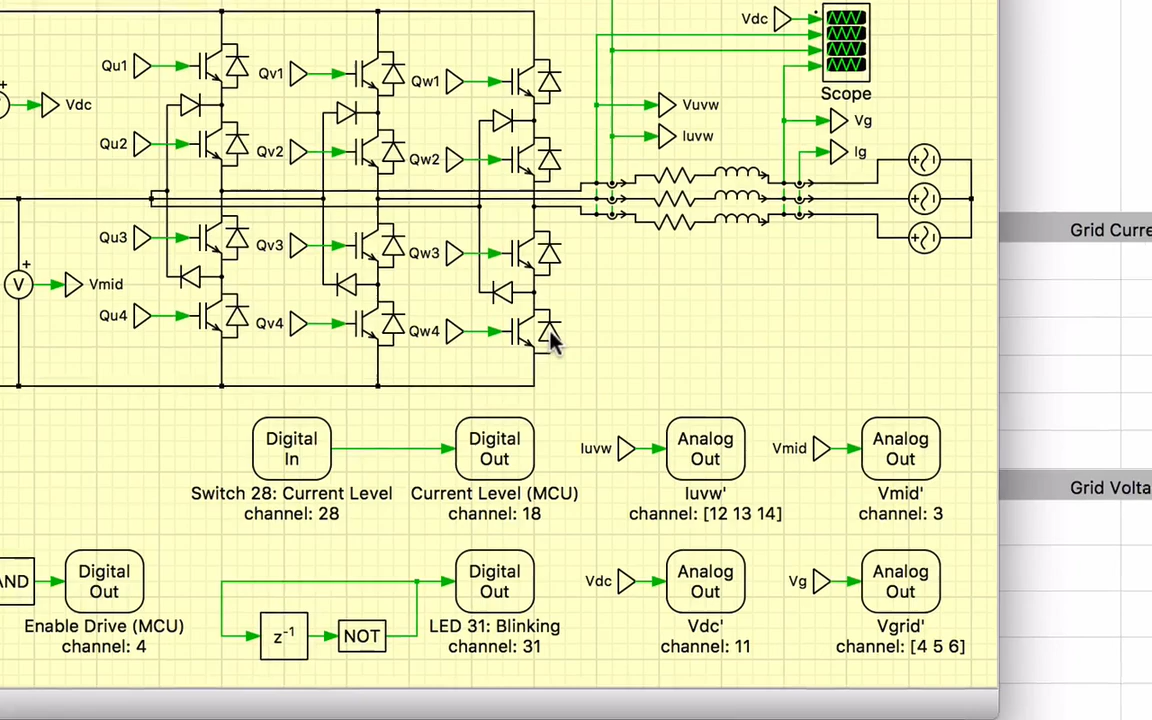 Vdc
Scope
Qu1
Qv1
Qw1
+
Vdc
Vuvw
Iuvw
Vg
Ig
Qu2
Qv2
Qw2
Qu3
Qv3
Qw3
Grid Curre
+
V
Vmid
Qu4
Qv4
Qw4
Digital
In
Switch 28: Current Level
channel: 28
Digital
Out
Current Level (MCU)
channel: 18
Iuvw
Analog
Out
Iuvw'
channel: [12 13 14]
Vmid
Analog
Out
Vmid'
channel: 3
Grid Volta
AND
Digital
Out
Enable Drive (MCU)
channel: 4
z-1
NOT
Digital
Out
LED 31: Blinking
channel: 31
Vdc
Analog
Out
Vdc'
channel: 11
Vg
Analog
Out
Vgrid'
channel: [4 5 6]